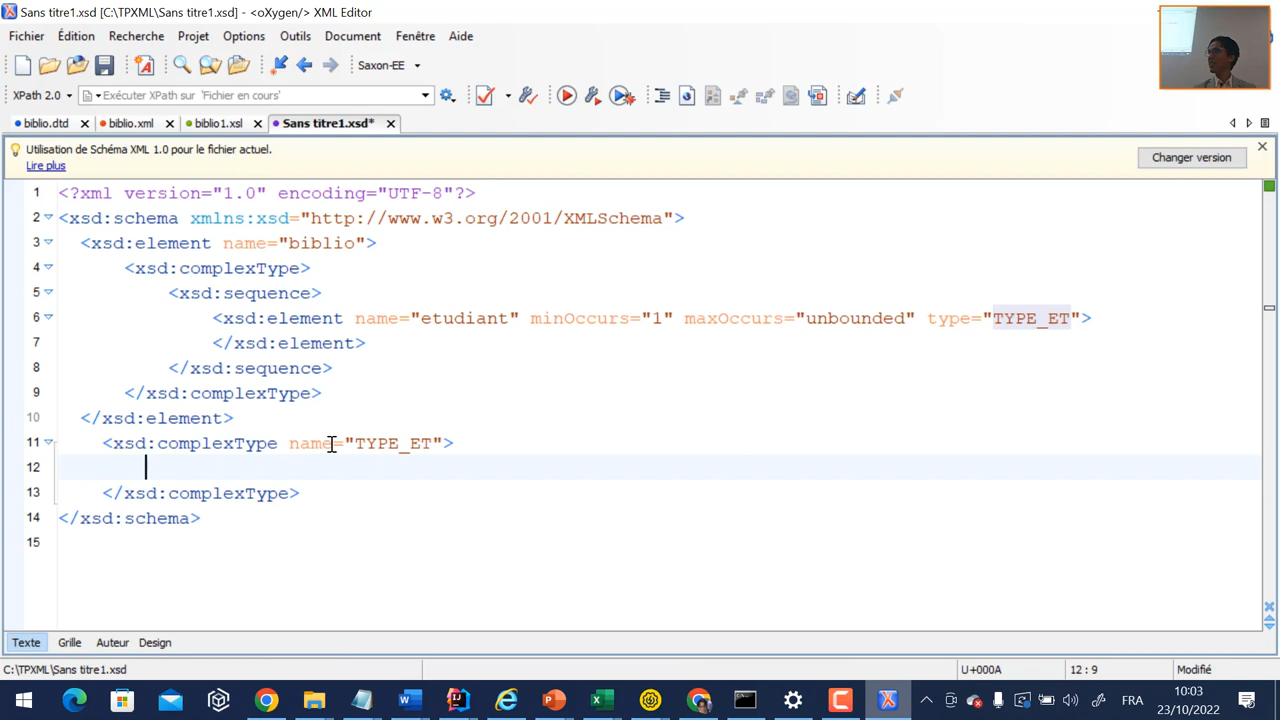 Sans titre1.xsd [C:\TPXML\Sans titre1.xsd] - <oXygen/> XML Editor
Fichier Édition Recherche Projet Options Outils Document Fenêtre Aide
Saxon-EE
XPath 2.0 Exécuter XPath sur 'Fichier en cours'
biblio.dtd biblio.xml biblio1.xsl Sans titre1.xsd*
Utilisation de Schéma XML 1.0 pour le fichier actuel.
Lire plus
Changer version
1 <?xml version="1.0" encoding="UTF-8"?>
2 <xsd:schema xmlns:xsd="http://www.w3.org/2001/XMLSchema">
3 <xsd:element name="biblio">
4 <xsd:complexType>
5 <xsd:sequence>
6 <xsd:element name="etudiant" minOccurs="1" maxOccurs="unbounded" type="TYPE_ET">
7 </xsd:element>
8 </xsd:sequence>
9 </xsd:complexType>
10 </xsd:element>
11 <xsd:complexType name="TYPE_ET">
12
13 </xsd:complexType>
14 </xsd:schema>
15
Texte Grille Auteur Design
C:\TPXML\Sans titre1.xsd U+000A 12 : 9 Modifié
FRA
10:03
23/10/2022